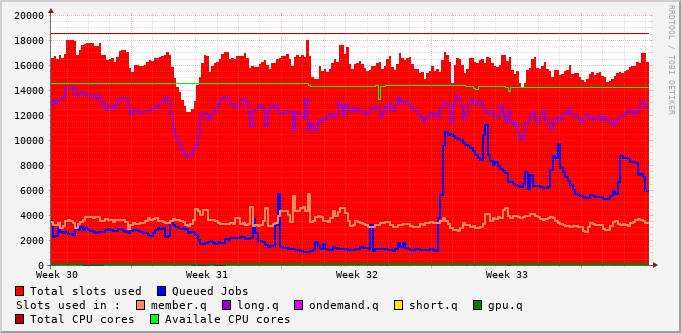 20000
18000
16000
14000
12000
10000
8000
6000
4000
2000
0
Week 30 Week 31 Week 32 Week 33
RRDTOOL / TOBI OETIKER
Total slots used Queued Jobs
Slots used in : member.q long.q ondemand.q short.q gpu.q
Total CPU cores Availale CPU cores